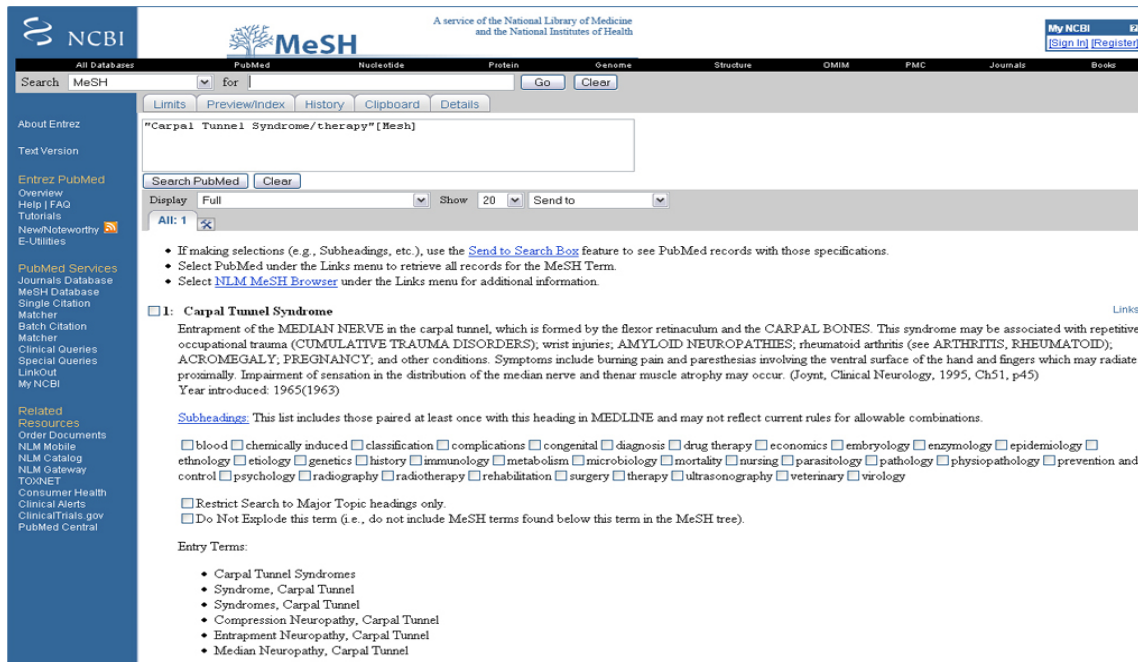 NCBI
MeSH
A service of the National Library of Medicine
and the National Institutes of Health
My NCBI
[Sign In] [Register]
All Databases PubMed Nucleotide Protein Genome Structure OMIM PMC Journals Books
Search MeSH for Go Clear
Limits Preview/Index History Clipboard Details
About Entrez
Text Version
Entrez PubMed
Overview
Help | FAQ
Tutorials
New/Noteworthy
E-Utilities
PubMed Services
Journals Database
MeSH Database
Single Citation
Matcher
Batch Citation
Matcher
Clinical Queries
Special Queries
LinkOut
My NCBI
Related
Resources
Order Documents
NLM Mobile
NLM Catalog
NLM Gateway
TOXNET
Consumer Health
Clinical Alerts
ClinicalTrials.gov
PubMed Central
"Carpal Tunnel Syndrome/therapy"[Mesh]
Search PubMed Clear
Display Full Show 20 Send to
All: 1
• If making selections (e.g., Subheadings, etc.), use the Send to Search Box feature to see PubMed records with those specifications.
• Select PubMed under the Links menu to retrieve all records for the MeSH Term.
• Select NLM MeSH Browser under the Links menu for additional information.
1: Carpal Tunnel Syndrome Links
Entrapment of the MEDIAN NERVE in the carpal tunnel, which is formed by the flexor retinaculum and the CARPAL BONES. This syndrome may be associated with repetitive
occupational trauma (CUMULATIVE TRAUMA DISORDERS); wrist injuries; AMYLOID NEUROPATHIES; rheumatoid arthritis (see ARTHRITIS, RHEUMATOID);
ACROMEGALY; PREGNANCY; and other conditions. Symptoms include burning pain and paresthesias involving the ventral surface of the hand and fingers which may radiate
proximally. Impairment of sensation in the distribution of the median nerve and thenar muscle atrophy may occur. (Joynt, Clinical Neurology, 1995, Ch51, p45)
Year introduced: 1965(1963)
Subheadings: This list includes those paired at least once with this heading in MEDLINE and may not reflect current rules for allowable combinations.
blood chemically induced classification complications congenital diagnosis drug therapy economics embryology enzymology epidemiology
ethnology etiology genetics history immunology metabolism microbiology mortality nursing parasitology pathology physiopathology prevention and
control psychology radiography radiotherapy rehabilitation surgery therapy ultrasonography veterinary virology
Restrict Search to Major Topic headings only.
Do Not Explode this term (i.e., do not include MeSH terms found below this term in the MeSH tree).
Entry Terms:
• Carpal Tunnel Syndromes
• Syndrome, Carpal Tunnel
• Syndromes, Carpal Tunnel
• Compression Neuropathy, Carpal Tunnel
• Entrapment Neuropathy, Carpal Tunnel
• Median Neuropathy, Carpal Tunnel